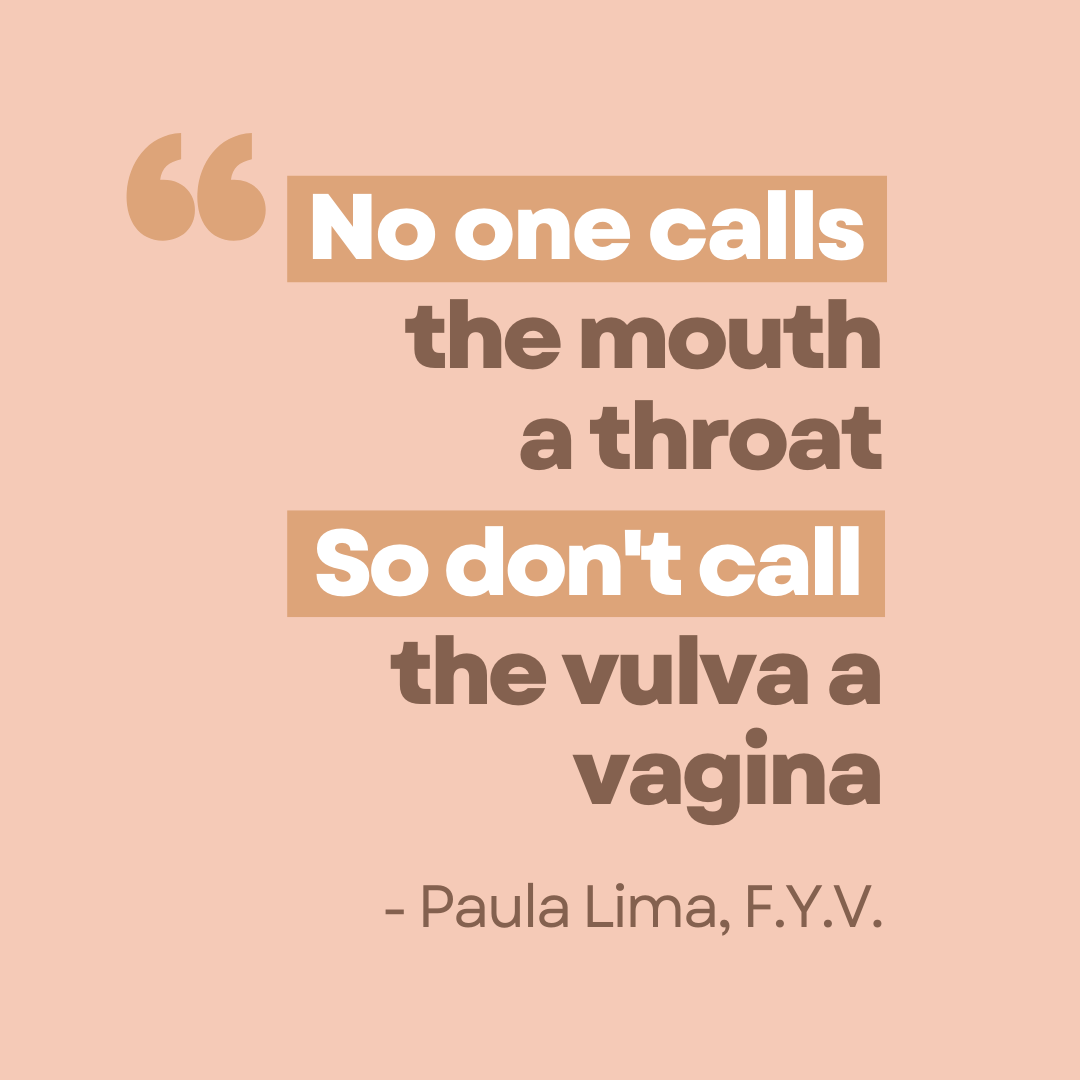 “
No one calls
the mouth
a throat
So don't call
the vulva a
vagina
- Paula Lima, F.Y.V.